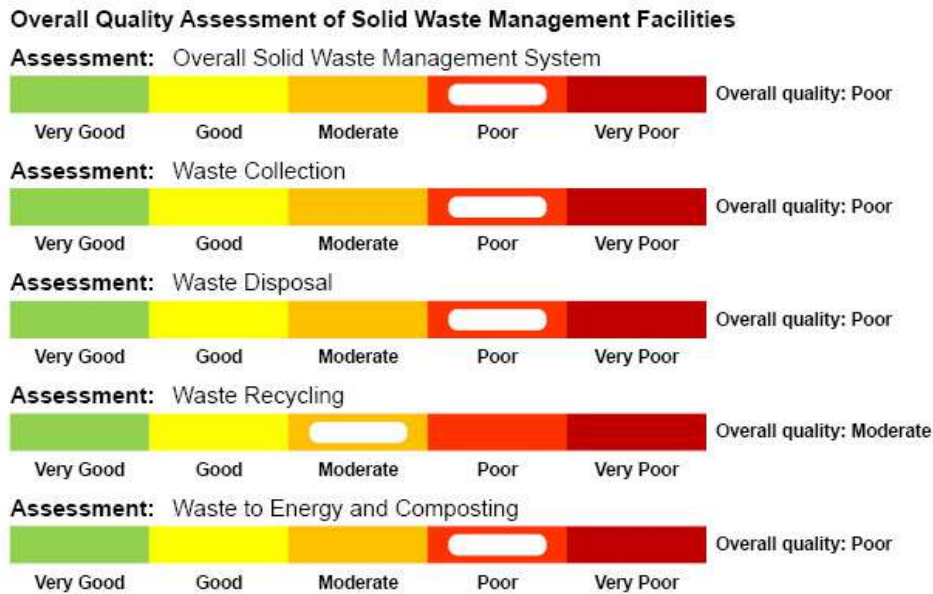 Overall Quality Assessment of Solid Waste Management Facilities
Assessment: Overall Solid Waste Management System
Overall quality: Poor
Very Good Good Moderate Poor Very Poor
Assessment: Waste Collection
Overall quality: Poor
Very Good Good Moderate Poor Very Poor
Assessment: Waste Disposal
Overall quality: Poor
Very Good Good Moderate Poor Very Poor
Assessment: Waste Recycling
Overall quality: Moderate
Very Good Good Moderate Poor Very Poor
Assessment: Waste to Energy and Composting
Overall quality: Poor
Very Good Good Moderate Poor Very Poor